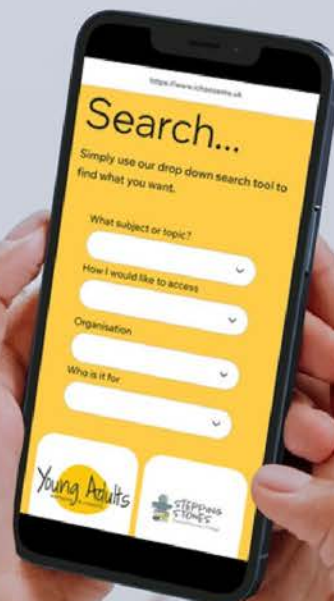 https://www.ichoosems.uk
Search...
Simply use our drop down search tool to
find what you want.
What subject or topic?
How I would like to access
Organisation
Who is it for
Young Adults
STEPPING
STONES